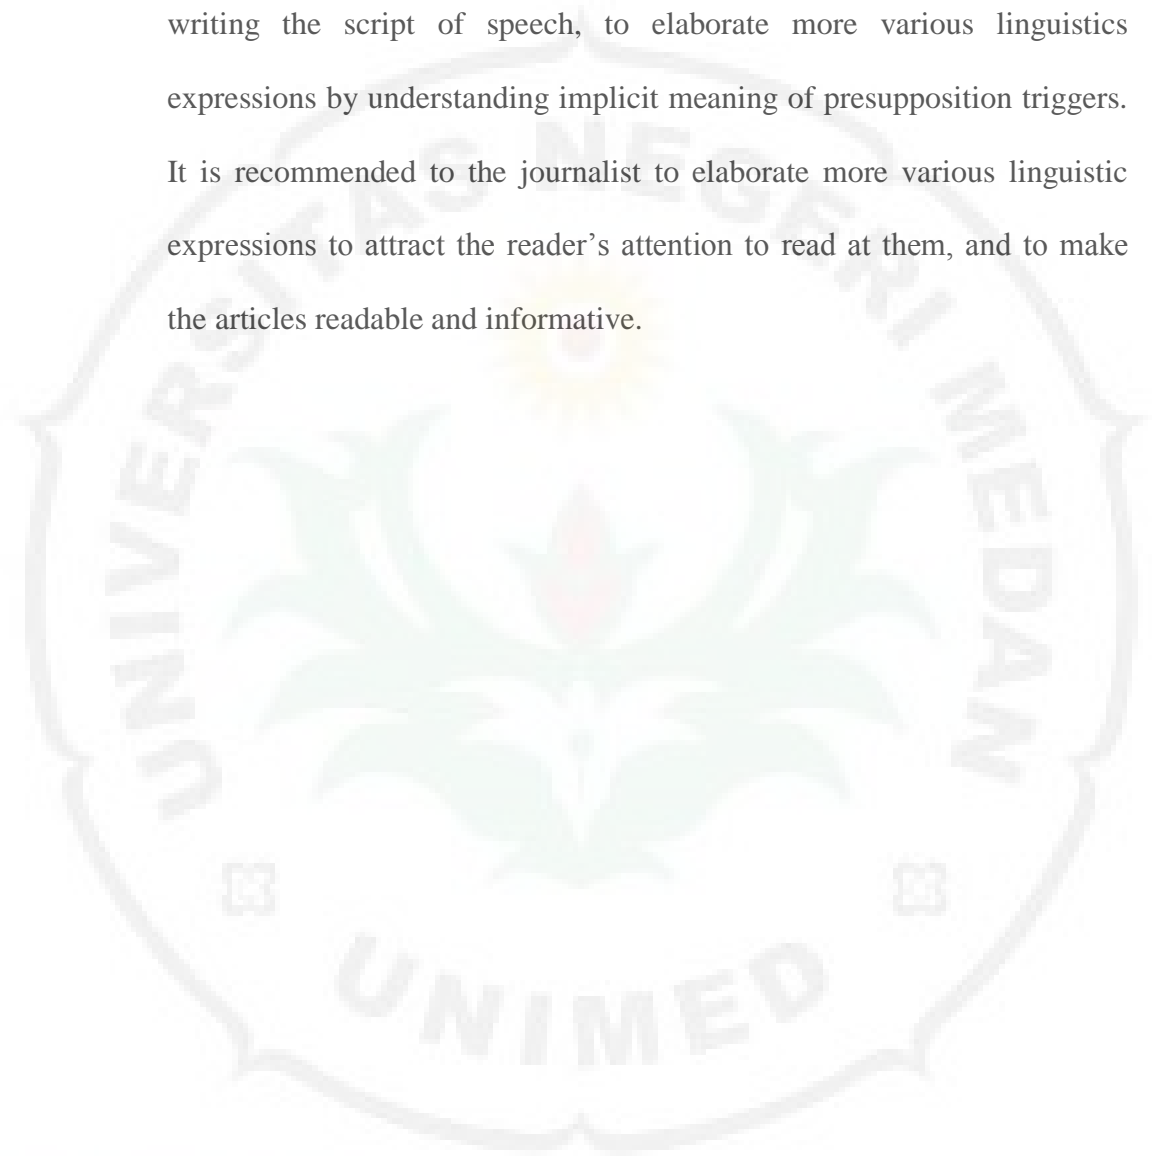 writing the script of speech, to elaborate more various linguistics
expressions by understanding implicit meaning of presupposition triggers.
It is recommended to the journalist to elaborate more various linguistic
expressions to attract the reader’s attention to read at them, and to make
the articles readable and informative.
UNIVERSITAS NEGERI MEDAN
UNIMED